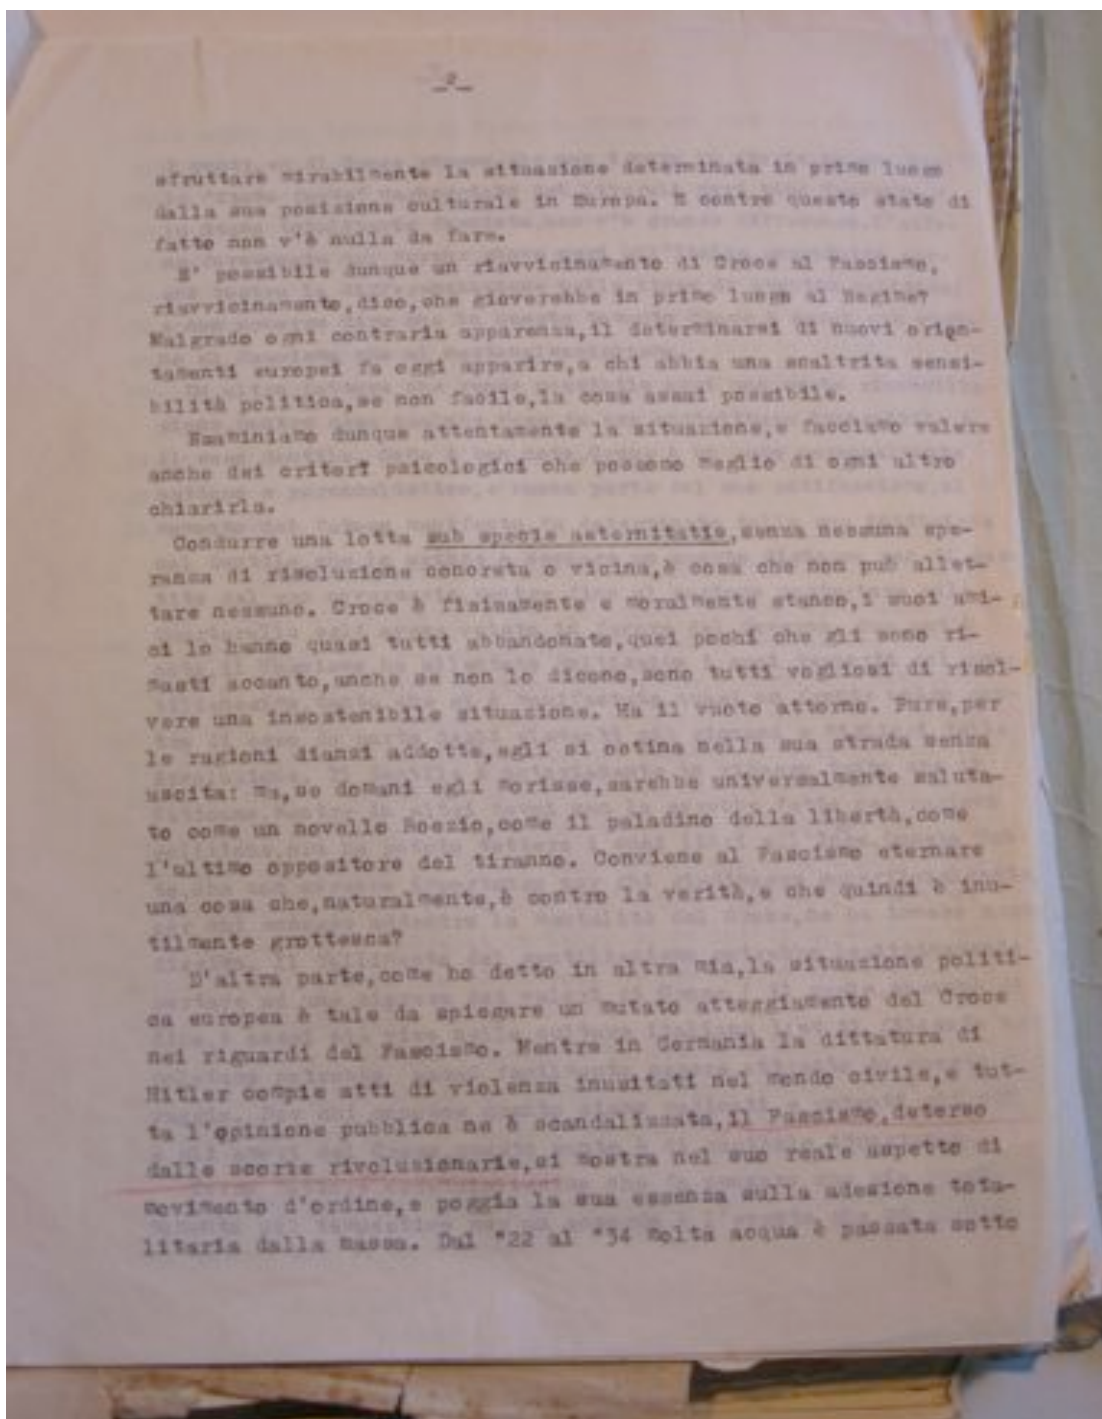 _2_
sfruttare mirabilmente la situazione determinata in primo luogo
dalla sua posizione culturale in Europa. E contro questo stato di
fatto non v'è nulla da fare.
E' possibile dunque un riavvicinamento di Croce al Fascismo,
riavvicinamento,dico,che gioverebbe in primo luogo al Regime?
Malgrado ogni contraria apparenza,il determinarsi di nuovi orien-
tamenti europei fa oggi apparire,a chi abbia una scaltrita sensi-
bilità politica,se non facile,la cosa assai possibile.
Esaminiamo dunque attentamente la situazione,e facciamo valere
anche dei criterî psicologici che possono meglio di ogni altro
chiarirla.
Condurre una lotta sub specie aeternitatis,senza nessuna spe-
ranza di risoluzione concreta o vicina,è cosa che non può allet-
tare nessuno. Croce è fisicamente e moralmente stanco,i suoi ami-
ci lo hanno quasi tutti abbandonato,quei pochi che gli sono ri-
masti accanto,anche se non lo dicono,sono tutti vogliosi di risol-
vere una insostenibile situazione. Ha il vuoto attorno. Pure,per
le ragioni dianzi addotte,egli si ostina nella sua strada senza
uscita: ma,se domani egli morisse,sarebbe universalmente saluta-
to come un novello Boezio,come il paladino della libertà,come
l'ultimo oppositore del tiranno. Conviene al Fascismo eternare
una cosa che,naturalmente,è contro la verità,e che quindi è inu-
tilmente grottesca?
D'altra parte,come ho detto in altra mia,la situazione politi-
ca europea è tale da spiegare un mutato atteggiamento del Croce
nei riguardi del Fascismo. Mentre in Germania la dittatura di
Hitler compie atti di violenza inusitati nel mondo civile,e tut-
ta l'opinione pubblica ne è scandalizzata,il Fascismo,deterso
dalle scorie rivoluzionarie,si mostra nel suo reale aspetto di
movimento d'ordine,e poggia la sua essenza sulla adesione tota-
litaria dalla massa. Dal "22 al "34 molta acqua è passata sotto